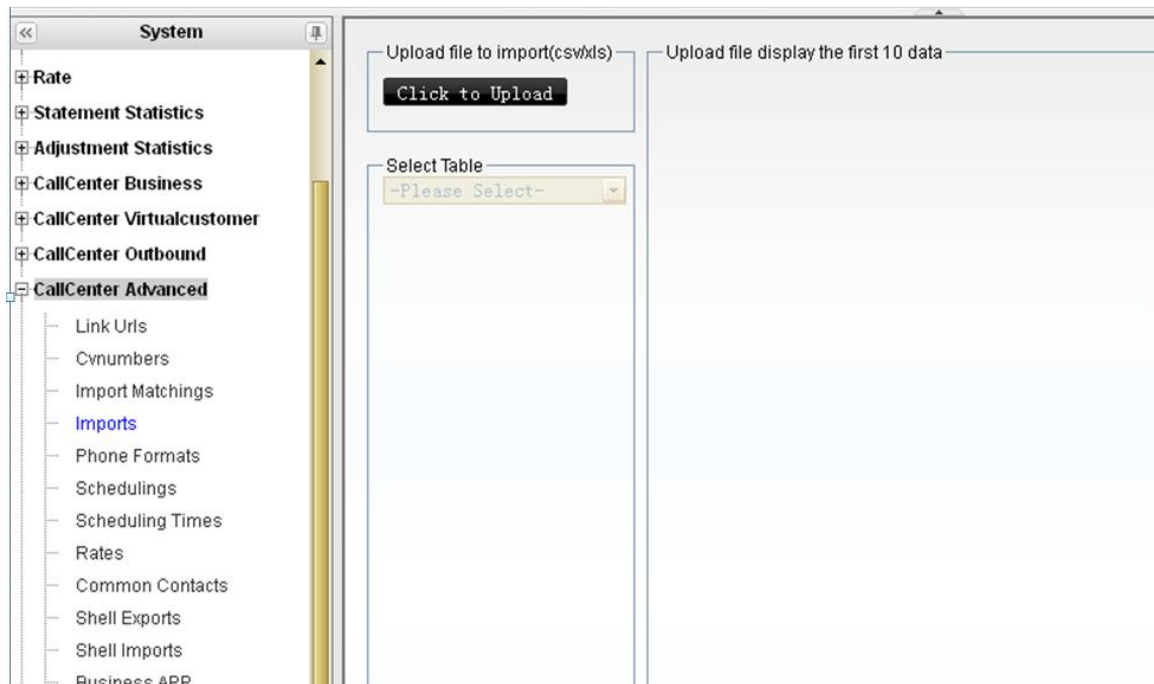 System
Rate
Statement Statistics
Adjustment Statistics
CallCenter Business
CallCenter Virtualcustomer
CallCenter Outbound
CallCenter Advanced
Link Urls
Cvnumbers
Import Matchings
Imports
Phone Formats
Schedulings
Scheduling Times
Rates
Common Contacts
Shell Exports
Shell Imports
Business APP
Upload file to import(csv/xls)
Click to Upload
Select Table
-Please Select-
Upload file display the first 10 data